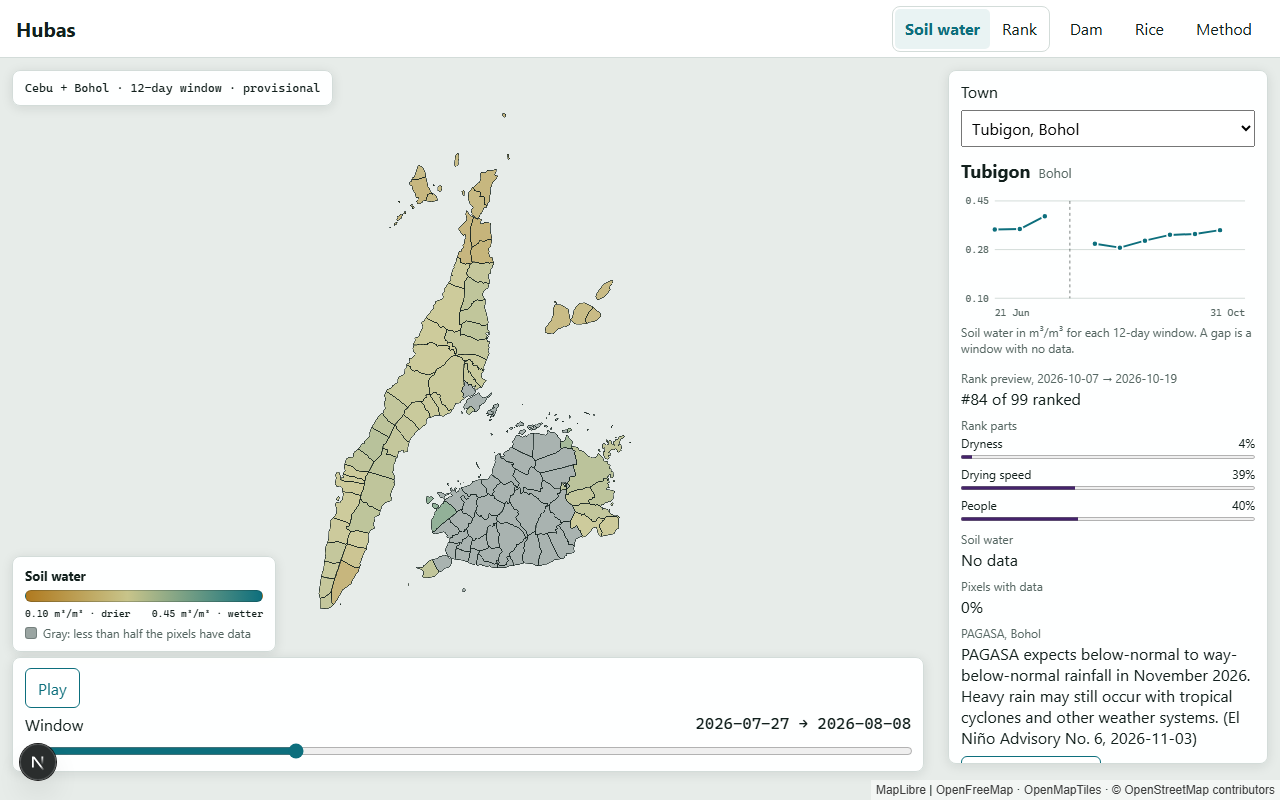 Hubas
Soil water
Rank
Dam
Rice
Method
Cebu + Bohol · 12-day window · provisional
Town
Tubigon, Bohol
Tubigon Bohol
0.45
0.28
0.10
21 Jun
31 Oct
Soil water in m³/m³ for each 12-day window. A gap is a
window with no data.
Rank preview, 2026-10-07 → 2026-10-19
#84 of 99 ranked
Rank parts
Dryness 4%
Drying speed 39%
People 40%
Soil water
No data
Pixels with data
0%
PAGASA, Bohol
PAGASA expects below-normal to way-
below-normal rainfall in November 2026.
Heavy rain may still occur with tropical
cyclones and other weather systems. (El
Niño Advisory No. 6, 2026-11-03)
Soil water
0.10 m³/m³ · drier 0.45 m³/m³ · wetter
Gray: less than half the pixels have data
Play
Window 2026-07-27 → 2026-08-08
N
MapLibre | OpenFreeMap · OpenMapTiles · © OpenStreetMap contributors